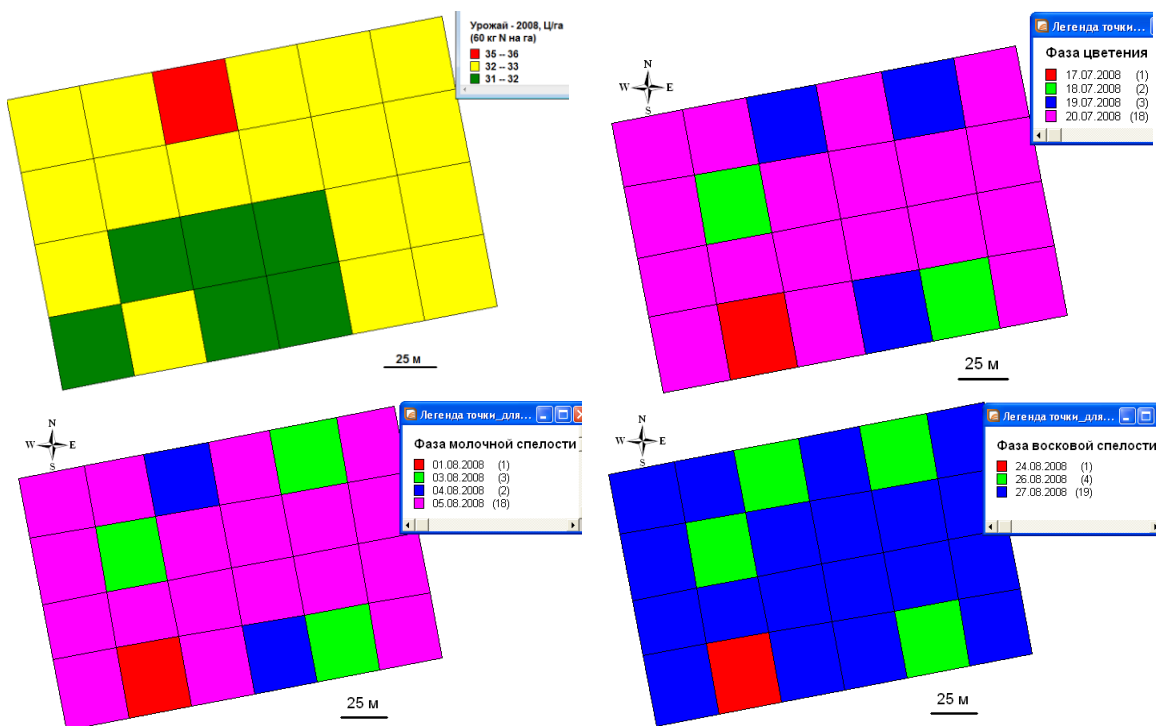 Урожай - 2008, Ц/га
(60 кг N на га)
35 -- 36
32 -- 33
31 -- 32
25 м
Легенда точки...
Фаза цветения
17.07.2008 (1)
18.07.2008 (2)
19.07.2008 (3)
20.07.2008 (18)
N
W E
S
25 м
Легенда точки_для...
Фаза молочной спелости
01.08.2008 (1)
03.08.2008 (3)
04.08.2008 (2)
05.08.2008 (18)
N
W E
S
25 м
Легенда точки_для...
Фаза восковой спелости
24.08.2008 (1)
26.08.2008 (4)
27.08.2008 (19)
N
W E
S
25 м